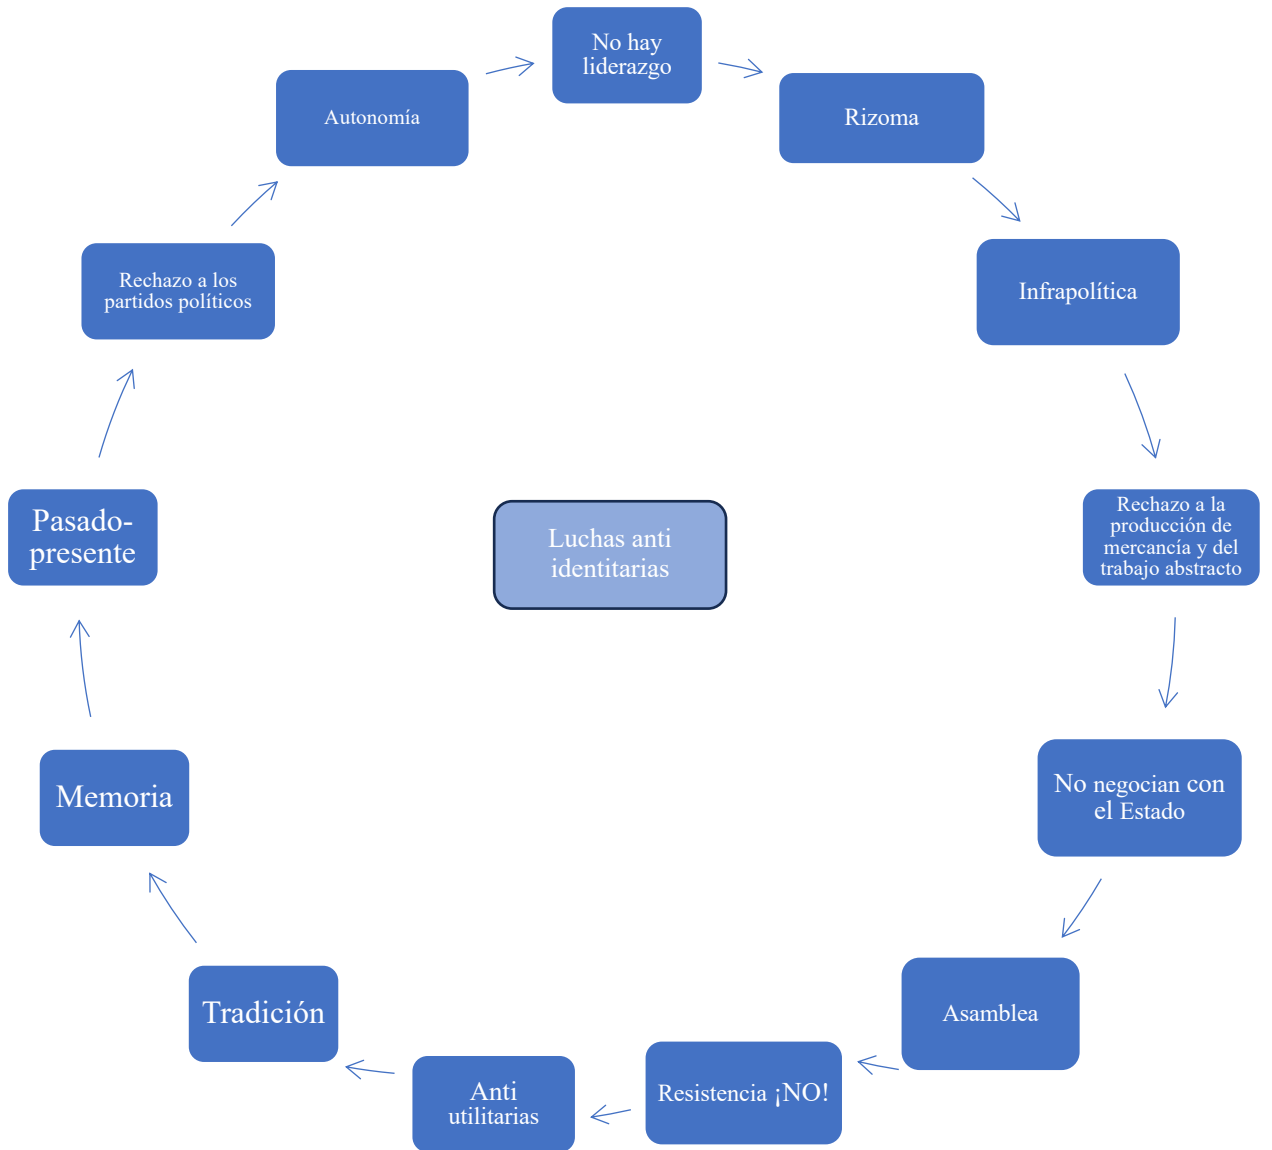 No hay
liderazgo
Rizoma
Infrapolítica
Rechazo a la
producción de
mercancía y del
trabajo abstracto
No negocian con
el Estado
Asamblea
Resistencia ¡NO!
Anti
utilitarias
Tradición
Memoria
Pasado-
presente
Rechazo a los
partidos políticos
Autonomía
Luchas anti
identitarias